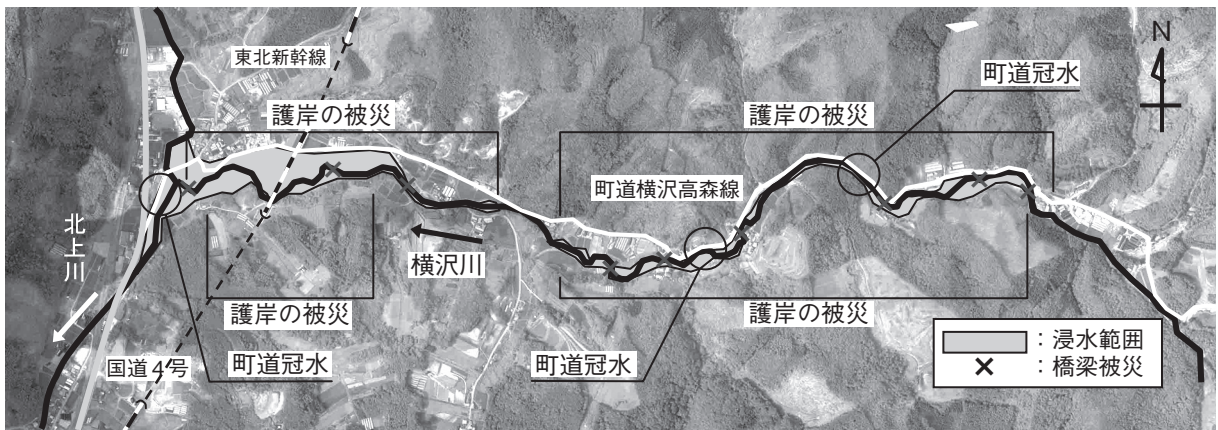 東北新幹線
N
町道冠水
護岸の被災
護岸の被災
町道横沢高森線
北上川
横沢川
護岸の被災
護岸の被災
国道4号
町道冠水
町道冠水
：浸水範囲
×：橋梁被災